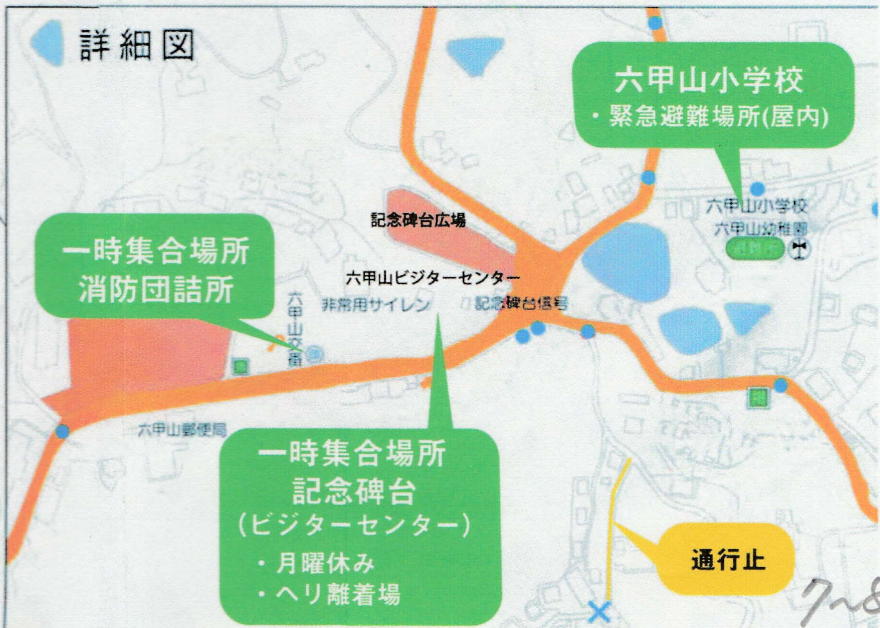 詳細図
六甲山小学校
・緊急避難場所(屋内)
記念碑台広場
六甲山小学校
六甲山幼稚園
一時集合場所
消防団詰所
六甲山ビジターセンター
非常用サイレン
記念碑台信号
六甲山交番
六甲山郵便局
一時集合場所
記念碑台
(ビジターセンター)
・月曜休み
・ヘリ離着場
通行止
7~8